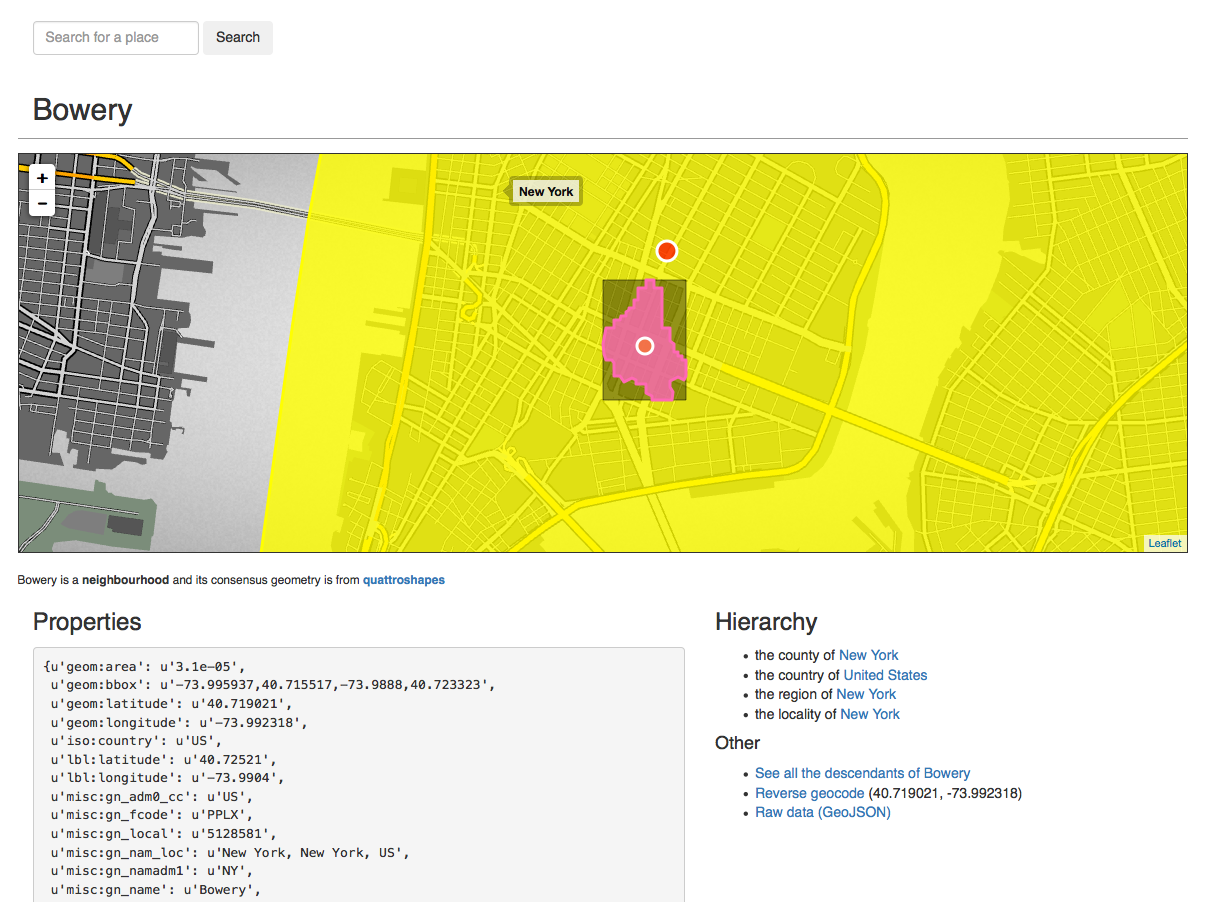 Search for a place Search
Bowery
+
−
New York
Leaflet
Bowery is a neighbourhood and its consensus geometry is from quattroshapes
Properties
{u'geom:area': u'3.1e-05',
u'geom:bbox': u'-73.995937,40.715517,-73.9888,40.723323',
u'geom:latitude': u'40.719021',
u'geom:longitude': u'-73.992318',
u'iso:country': u'US',
u'lbl:latitude': u'40.72521',
u'lbl:longitude': u'-73.9904',
u'misc:gn_adm0_cc': u'US',
u'misc:gn_fcode': u'PPLX',
u'misc:gn_local': u'5128581',
u'misc:gn_nam_loc': u'New York, New York, US',
u'misc:gn_namadm1': u'NY',
u'misc:gn_name': u'Bowery',
Hierarchy
• the county of New York
• the country of United States
• the region of New York
• the locality of New York
Other
• See all the descendants of Bowery
• Reverse geocode (40.719021, -73.992318)
• Raw data (GeoJSON)